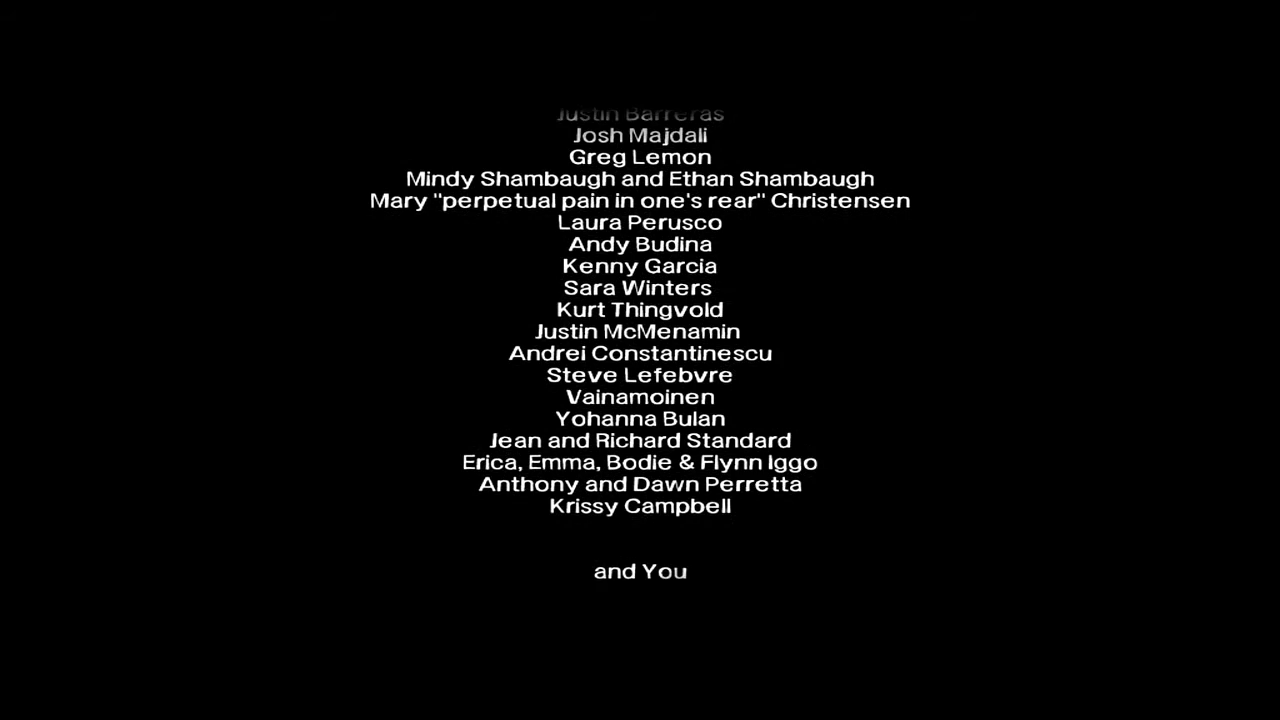 Justin Barreras
Josh Majdali
Greg Lemon
Mindy Shambaugh and Ethan Shambaugh
Mary "perpetual pain in one's rear" Christensen
Laura Perusco
Andy Budina
Kenny Garcia
Sara Winters
Kurt Thingvold
Justin McMenamin
Andrei Constantinescu
Steve Lefebvre
Vainamoinen
Yohanna Bulan
Jean and Richard Standard
Erica, Emma, Bodie & Flynn Iggo
Anthony and Dawn Perretta
Krissy Campbell
and You